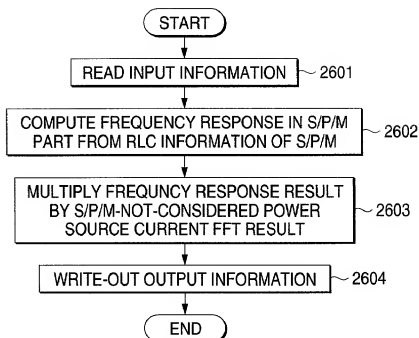 START
READ INPUT INFORMATION
2601
COMPUTE FREQUENCY RESPONSE IN S/P/M
PART FROM RLC INFORMATION OF S/P/M
2602
MULTIPLY FREQUNCY RESPONSE RESULT
BY S/P/M-NOT-CONSIDERED POWER
SOURCE CURRENT FFT RESULT
2603
WRITE-OUT OUTPUT INFORMATION
2604
END